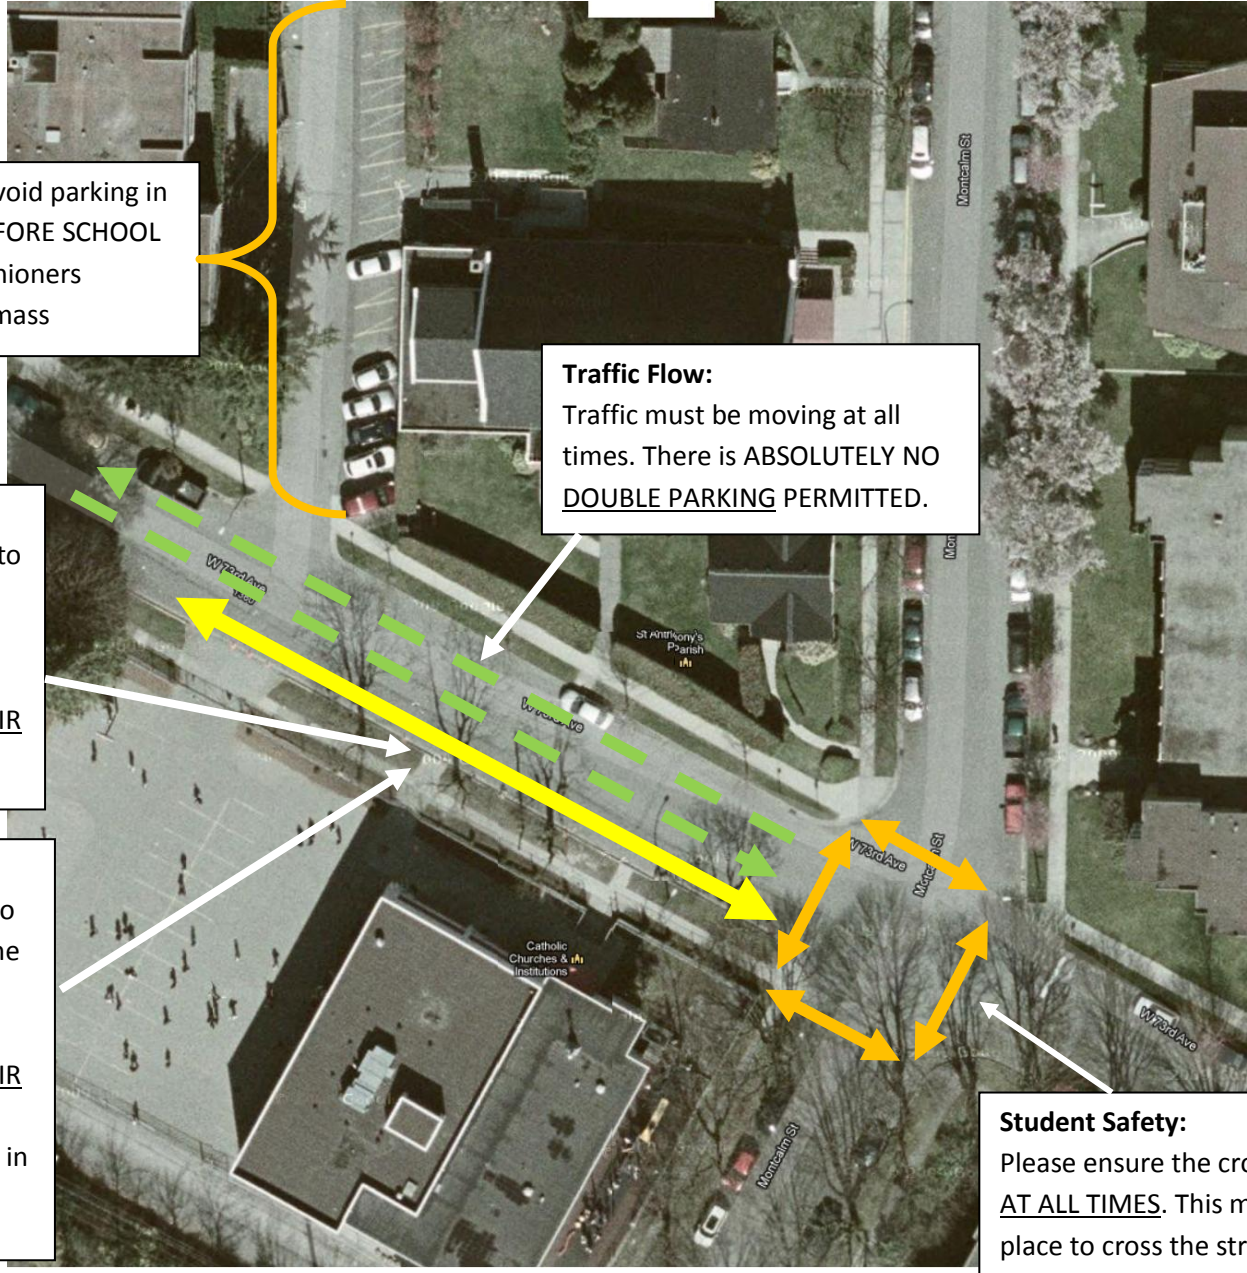 void parking in
FORE SCHOOL
hioners
mass
Montcalm St
Traffic Flow:
Traffic must be moving at all
times. There is ABSOLUTELY NO
DOUBLE PARKING PERMITTED.
to
IR
W 73rd Ave
1300
St Anthony's
Parish
W 73rd Ave
W 73rd Ave
Montcalm St
o
ne
IR
in
Catholic
Churches &
Institutions
W 73rd Ave
Montcalm St
Student Safety:
Please ensure the cro
AT ALL TIMES. This m
place to cross the str